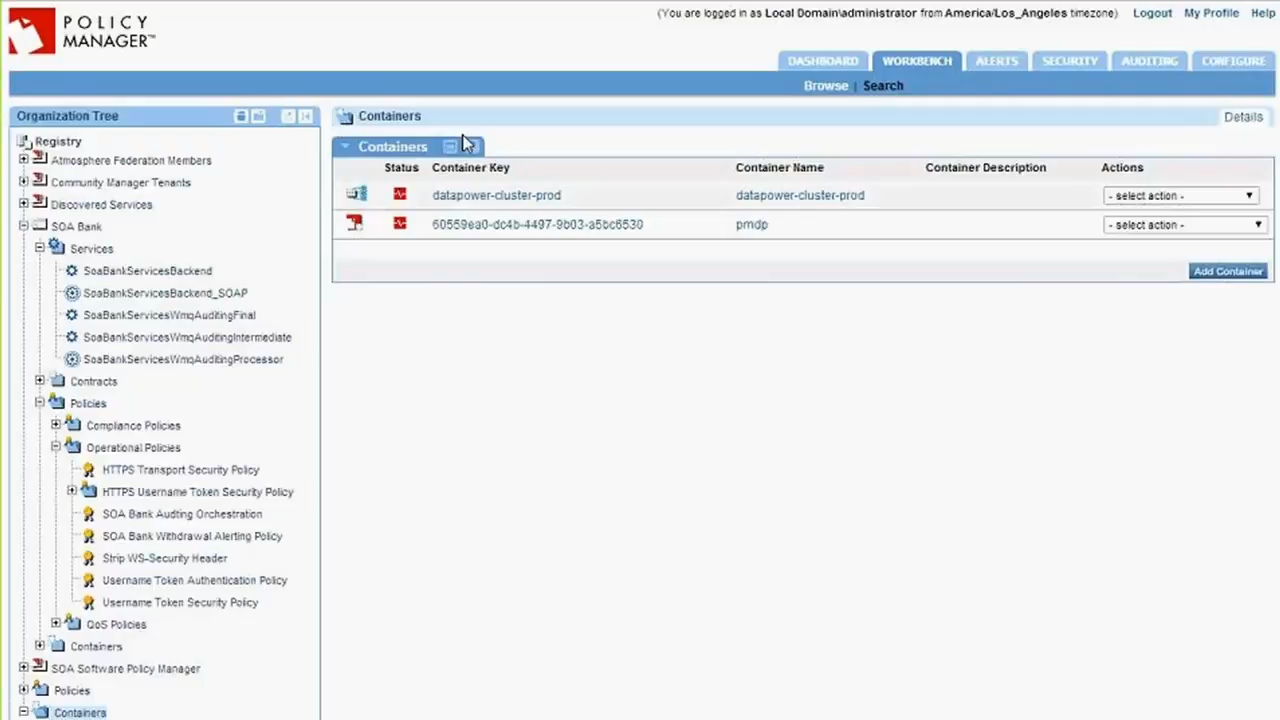 POLICY
MANAGER™
(You are logged in as Local Domain\administrator from America/Los_Angeles timezone) Logout My Profile Help
DASHBOARD WORKBENCH ALERTS SECURITY AUDITING CONFIGURE
Browe | Search
Organization Tree
Registry
Atmosphere Federation Members
Community Manager Tenants
Discovered Services
SOA Bank
Services
SoaBankServicesBackend
SoaBankServicesBackend_SOAP
SoaBankServicesWmqAuditingFinal
SoaBankServicesWmqAuditingIntermediate
SoaBankServicesWmqAuditingProcessor
Contracts
Policies
Compliance Policies
Operational Policies
HTTPS Transport Security Policy
HTTPS Username Token Security Policy
SOA Bank Audting Orchestration
SOA Bank Withdrawal Alerting Policy
Strip WS-Security Header
Username Token Authentication Policy
Username Token Security Policy
QoS Policies
Containers
SOA Software Policy Manager
Policies
Containers
Containers Details
Containers
Status Container Key Container Name Container Description Actions
datapower-cluster-prod datapower-cluster-prod - select action -
60559ea0-dc4b-4497-9b03-a5bc6530 pmdp - select action -
Add Container